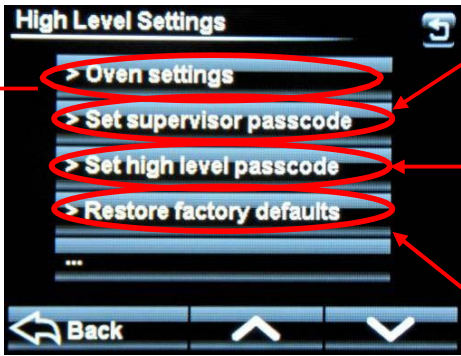 High Level Settings
> Oven settings
> Set supervisor passcode
> Set high level passcode
> Restore factory defaults
...
Back